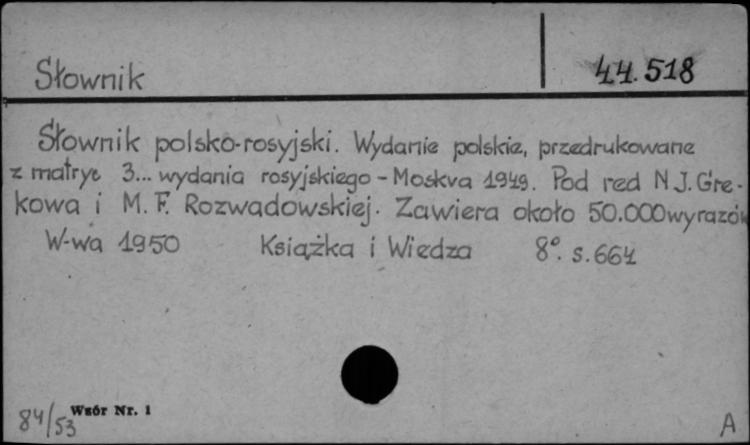 Słownik
44.518
Słownik polsko-rosyjski. Wydanie polskie, przedrukowane
z matryc 3... wydania rosyjskiego - Moskva 1949. Pod red N J. Gre-
kowa i M. F. Rozwadowskiej. Zawiera około 50.000 wyrazów
W-wa 1950 Książka i Wiedza 8°. s. 664
84/53
Wzór Nr. 1
A